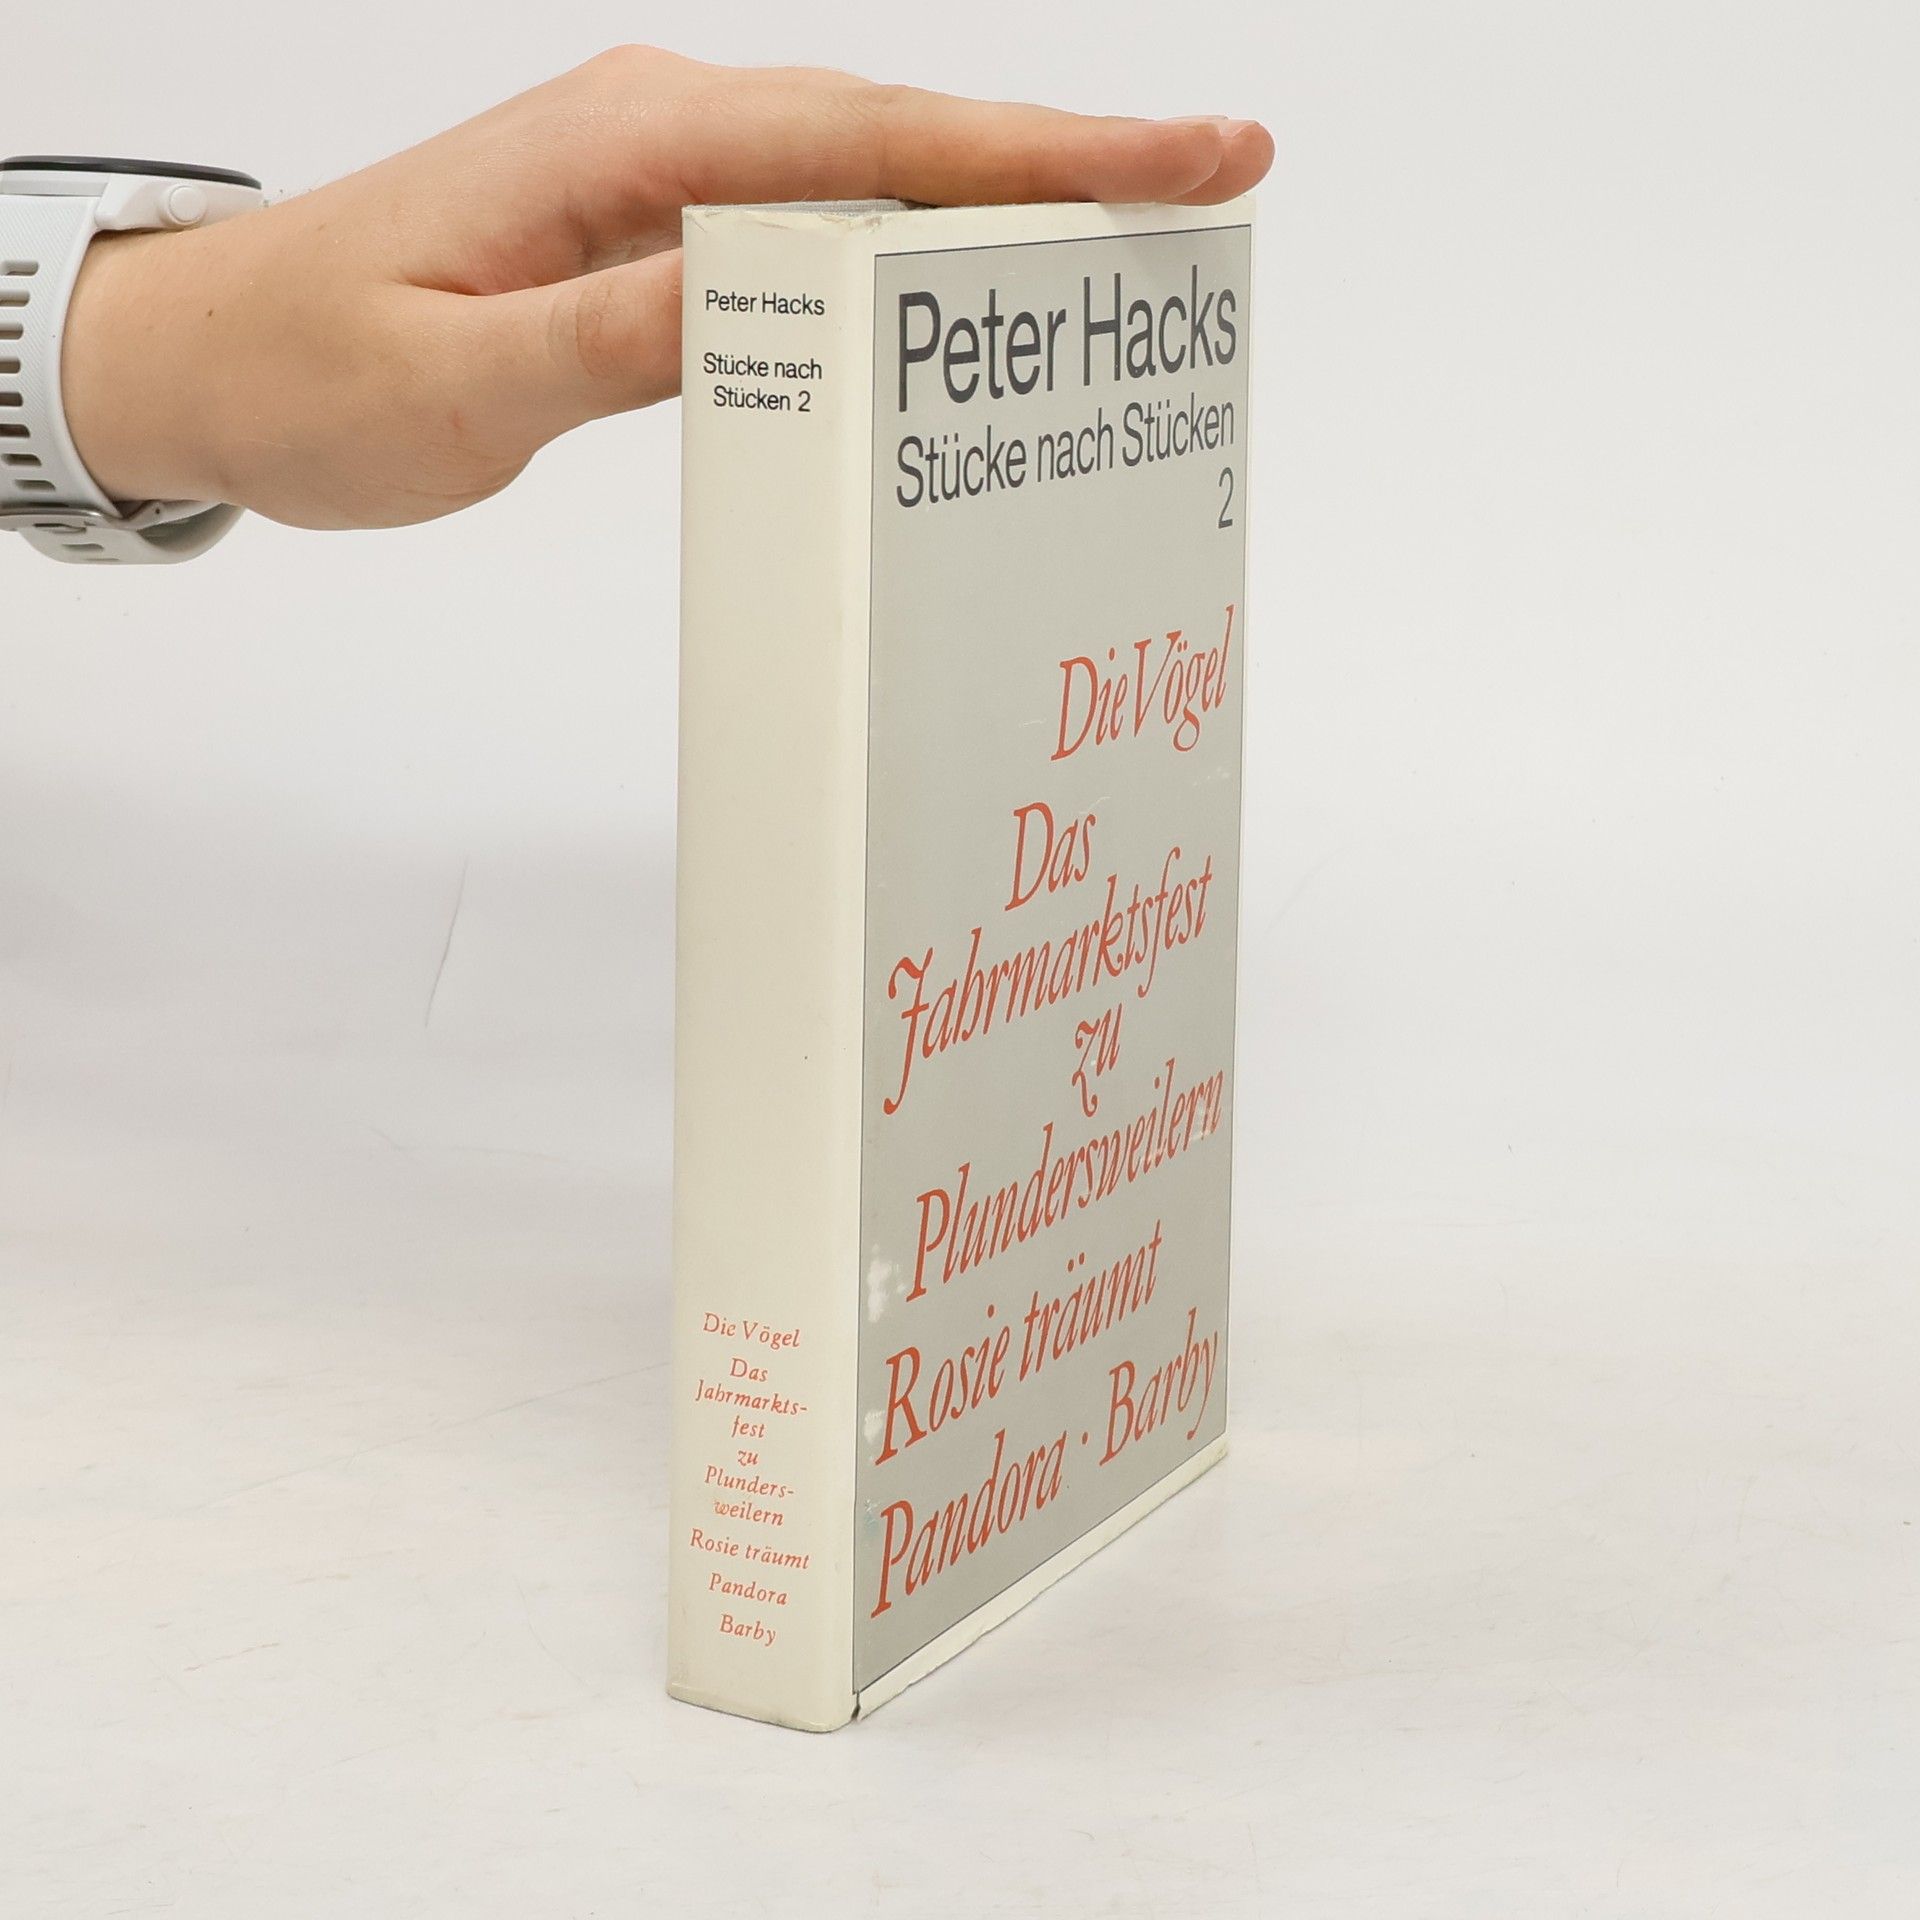 Peter Hacks
Stücke nach
Stücken 2
Die Vögel
Das
Jahrmarkts-
fest
zu
Plunders-
weilern
Rosie träumt
Pandora
Barby
Peter Hacks
Stücke nach Stücken
2
Die Vögel
Das
Jahrmarktsfest
zu
Plundersweilern
Rosie träumt
Pandora · Barby